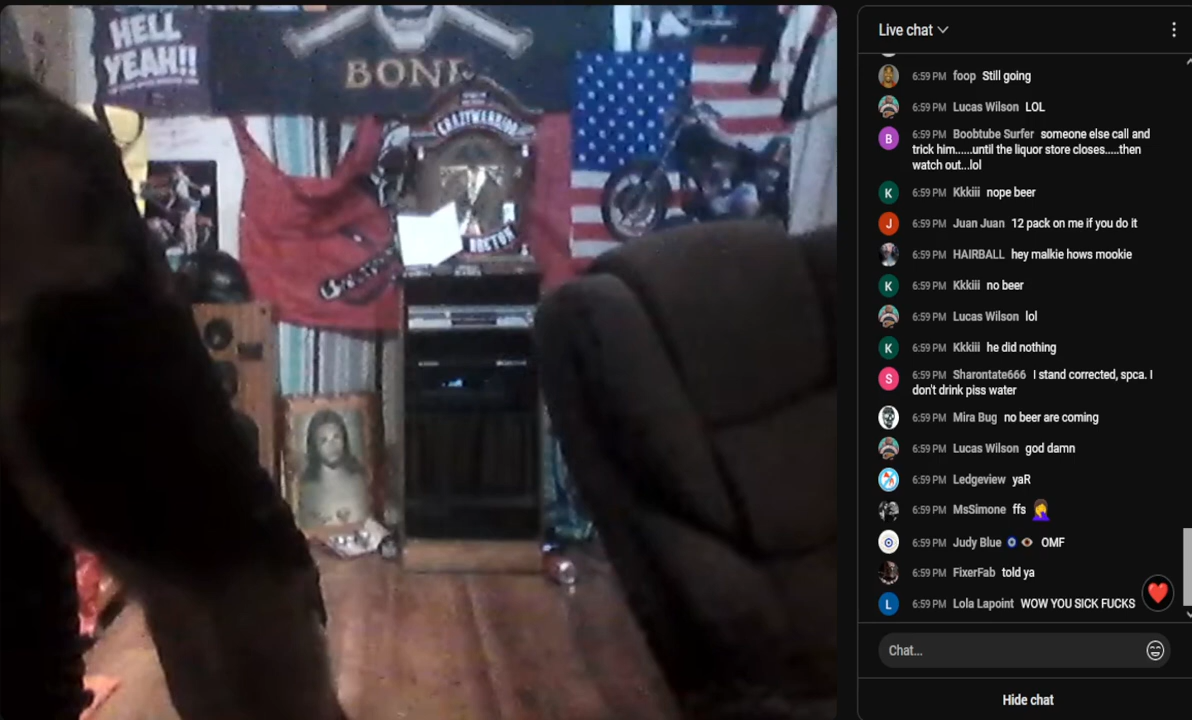 HELL
YEAH!!
BONE
CRAZYWERRIDO
BOSTON
Live chat
6:59 PM foop Still going
6:59 PM Lucas Wilson LOL
B
6:59 PM Boobtube Surfer someone else call and
trick him......until the liquor store closes.....then
watch out...lol
K 6:59 PM Kkkiii nope beer
J 6:59 PM Juan Juan 12 pack on me if you do it
6:59 PM HAIRBALL hey malkie hows mookie
K 6:59 PM Kkkiii no beer
6:59 PM Lucas Wilson lol
K 6:59 PM Kkkiii he did nothing
S
6:59 PM Sharontate666 I stand corrected, spca. I
don't drink piss water
6:59 PM Mira Bug no beer are coming
6:59 PM Lucas Wilson god damn
6:59 PM Ledgeview yaR
6:59 PM MsSimone ffs 🤦‍♀️
6:59 PM Judy Blue 🧿 👁️ OMF
6:59 PM FixerFab told ya
L 6:59 PM Lola Lapoint WOW YOU SICK FUCKS
Chat...
Hide chat